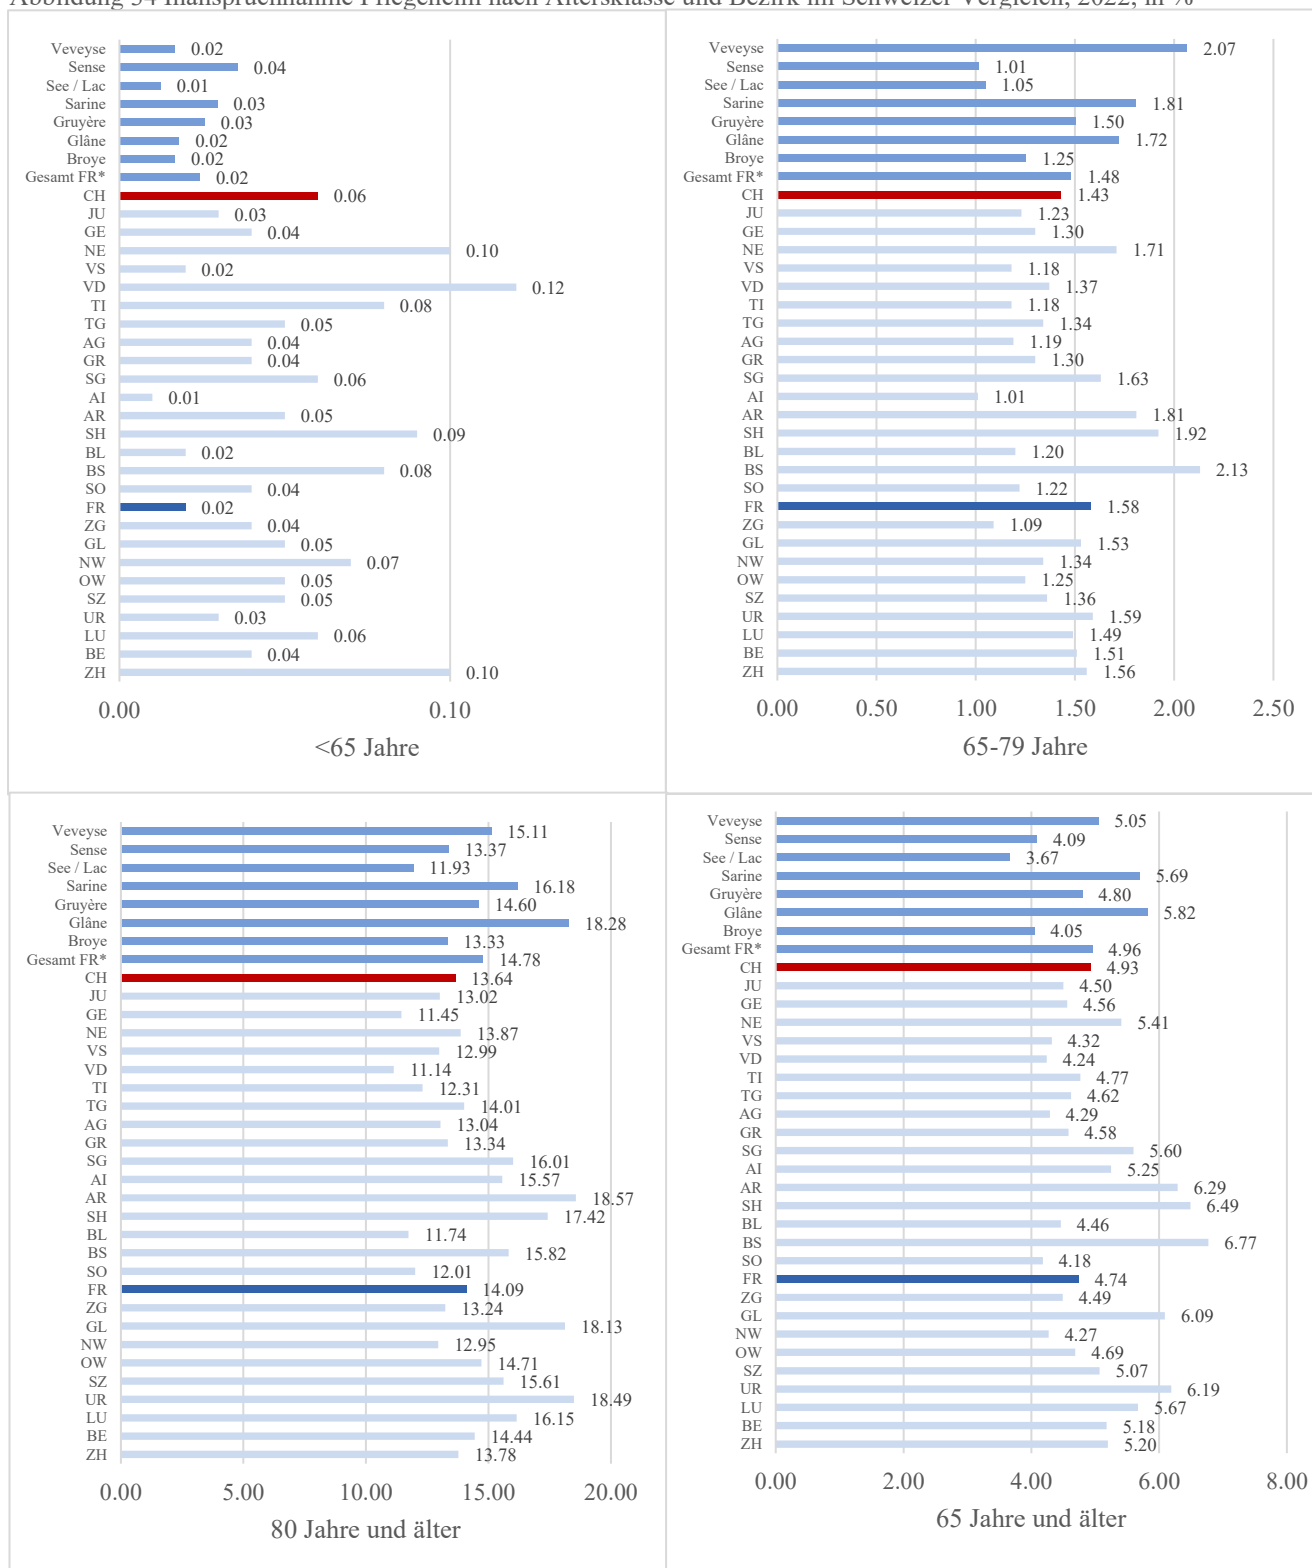 Abbildung 54 Inanspruchnahme Pflegeheim nach Altersklasse und Bezirk im Schweizer Vergleich, 2022, in %
Veveyse 0.02
Sense 0.04
See / Lac 0.01
Sarine 0.03
Gruyère 0.03
Glâne 0.02
Broye 0.02
Gesamt FR* 0.02
CH 0.06
JU 0.03
GE 0.04
NE 0.10
VS 0.02
VD 0.12
TI 0.08
TG 0.05
AG 0.04
GR 0.04
SG 0.06
AI 0.01
AR 0.05
SH 0.09
BL 0.02
BS 0.08
SO 0.04
FR 0.02
ZG 0.04
GL 0.05
NW 0.07
OW 0.05
SZ 0.05
UR 0.03
LU 0.06
BE 0.04
ZH 0.10
0.00 0.10
<65 Jahre
Veveyse 2.07
Sense 1.01
See / Lac 1.05
Sarine 1.81
Gruyère 1.50
Glâne 1.72
Broye 1.25
Gesamt FR* 1.48
CH 1.43
JU 1.23
GE 1.30
NE 1.71
VS 1.18
VD 1.37
TI 1.18
TG 1.34
AG 1.19
GR 1.30
SG 1.63
AI 1.01
AR 1.81
SH 1.92
BL 1.20
BS 2.13
SO 1.22
FR 1.58
ZG 1.09
GL 1.53
NW 1.34
OW 1.25
SZ 1.36
UR 1.59
LU 1.49
BE 1.51
ZH 1.56
0.00 0.50 1.00 1.50 2.00 2.50
65-79 Jahre
Veveyse 15.11
Sense 13.37
See / Lac 11.93
Sarine 16.18
Gruyère 14.60
Glâne 18.28
Broye 13.33
Gesamt FR* 14.78
CH 13.64
JU 13.02
GE 11.45
NE 13.87
VS 12.99
VD 11.14
TI 12.31
TG 14.01
AG 13.04
GR 13.34
SG 16.01
AI 15.57
AR 18.57
SH 17.42
BL 11.74
BS 15.82
SO 12.01
FR 14.09
ZG 13.24
GL 18.13
NW 12.95
OW 14.71
SZ 15.61
UR 18.49
LU 16.15
BE 14.44
ZH 13.78
0.00 5.00 10.00 15.00 20.00
80 Jahre und älter
Veveyse 5.05
Sense 4.09
See / Lac 3.67
Sarine 5.69
Gruyère 4.80
Glâne 5.82
Broye 4.05
Gesamt FR* 4.96
CH 4.93
JU 4.50
GE 4.56
NE 5.41
VS 4.32
VD 4.24
TI 4.77
TG 4.62
AG 4.29
GR 4.58
SG 5.60
AI 5.25
AR 6.29
SH 6.49
BL 4.46
BS 6.77
SO 4.18
FR 4.74
ZG 4.49
GL 6.09
NW 4.27
OW 4.69
SZ 5.07
UR 6.19
LU 5.67
BE 5.18
ZH 5.20
0.00 2.00 4.00 6.00 8.00
65 Jahre und älter